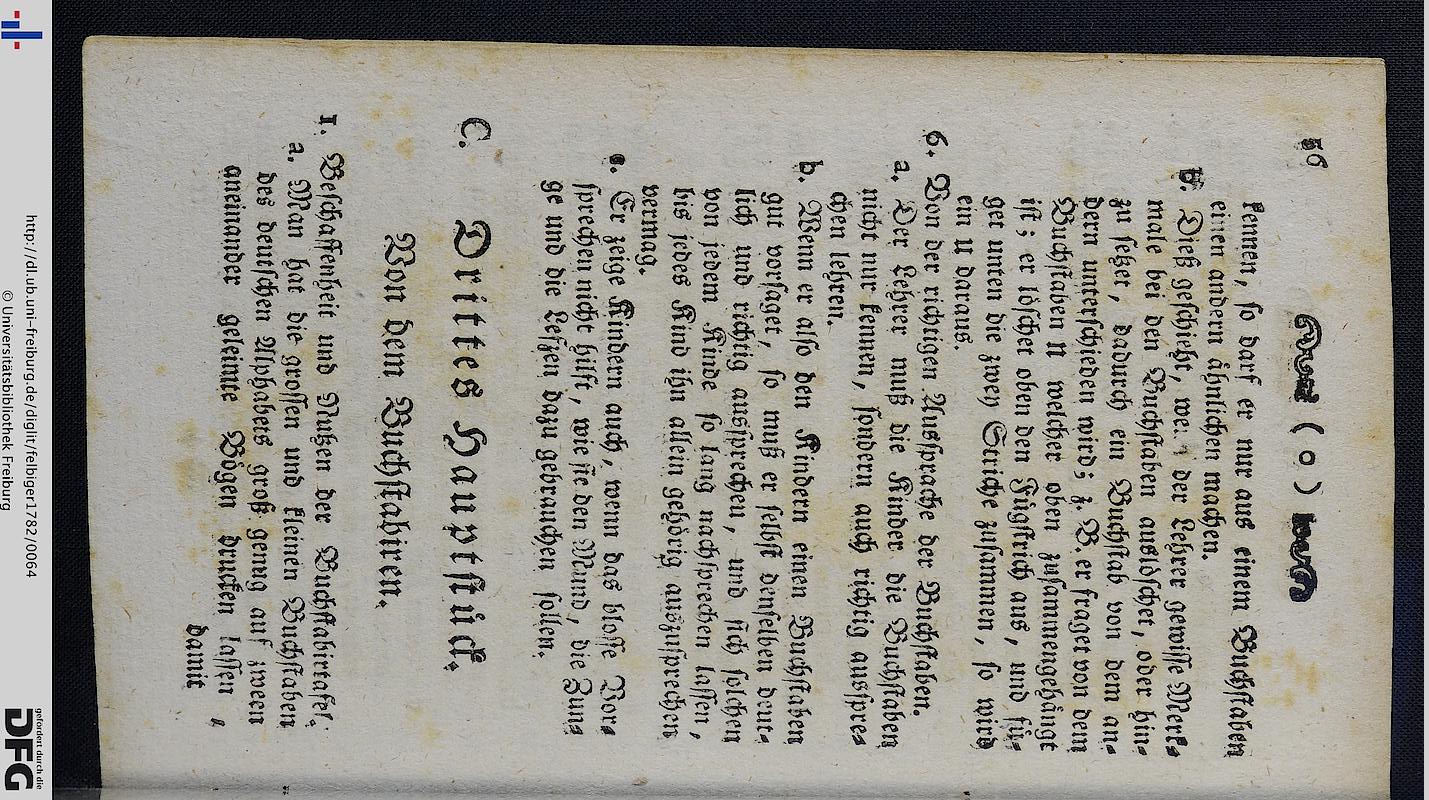 56 ( o )
kennen, so darf er nur aus einem Buchstaben
einen andern ähnlichen machen.
b. Dieß geschieht, wenn der Lehrer gewisse Merk-
male bei den Buchstaben auslöschet, oder hin-
zu setzet, dadurch ein Buchstab von dem an-
dern unterschieden wird; z. B. er fraget von dem
Buchstaben n welcher oben zusammengehängt
ist; er löschet oben den Fügstrich aus, und fü-
get unten die zwey Striche zusammen, so wird
ein u daraus
6. Von der richtigen Aussprache der Buchstaben.
a. Der Lehrer muß die Kinder die Buchstaben
nicht nur kennen, sondern auch richtig ausspre-
chen lehren.
b. Wenn er also den Kindern einen Buchstaben
gut vorsaget, so muß er selbst denselben deut-
lich und richtig aussprechen, und sich solchen
von jedem Kinde so lang nachsprechen lassen,
bis jedes Kind ihn allein gehörig auszusprechen
vermag.
c. Er zeige Kindern auch, wenn das blosse Vor-
sprechen nicht hilft, wie sie den Mund, die Zun-
ge und die Lefzen dazu gebrauchen sollen.
C. Drittes Hauptstück.
Von dem Buchstabiren.
1. Beschaffenheit und Nutzen der Buchstabirtafel.
a. Man hat die grossen und kleinen Buchstaben
des deutschen Alphabets groß genug auf zween
aneinander geleimte Bögen drucken lassen,
damit
http://dl.ub.uni-freiburg.de/diglit/felbiger1782/0064
© Universitätsbibliothek Freiburg
gefördert durch die
DFG